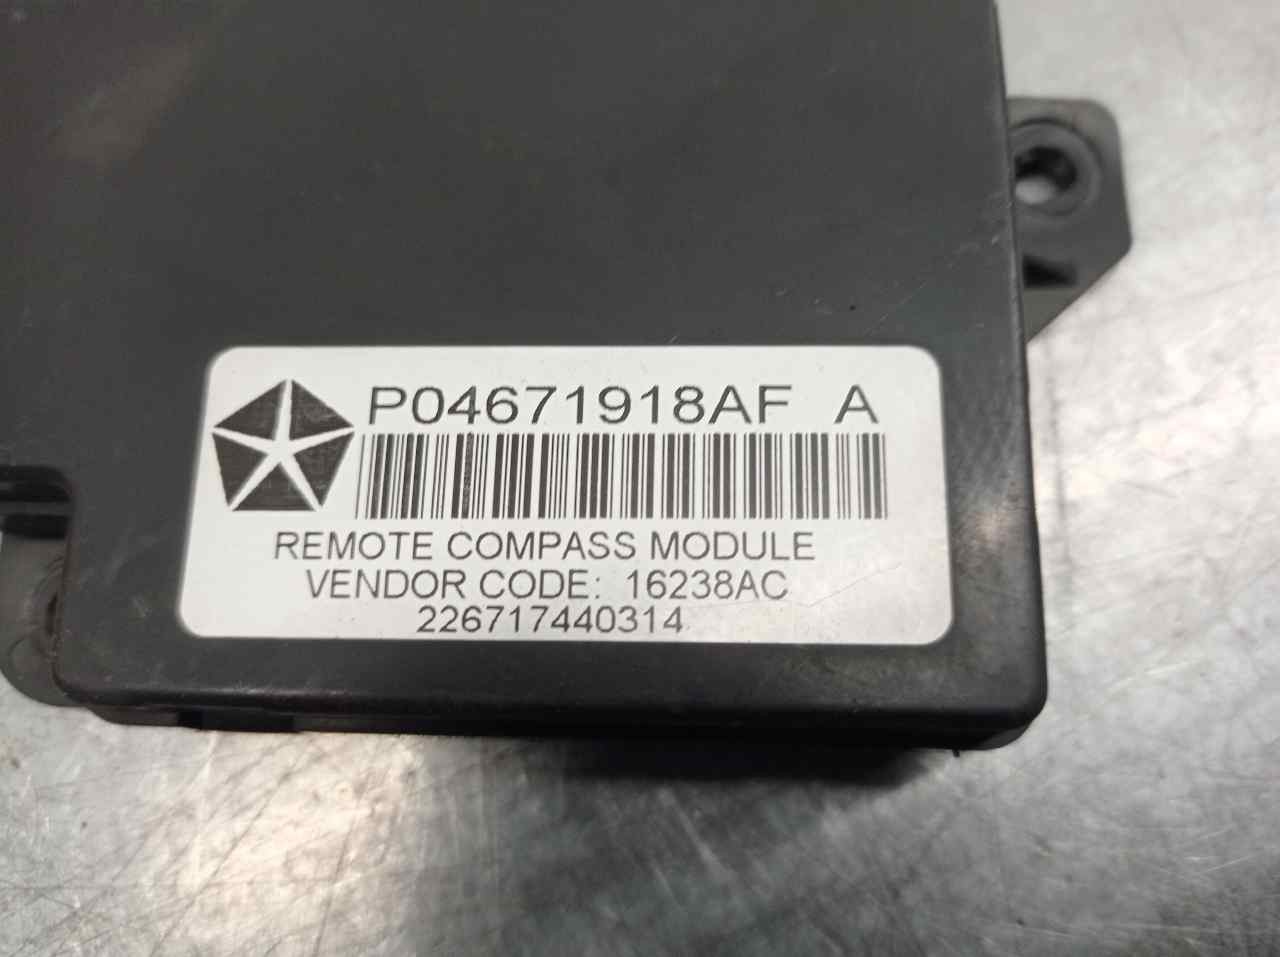 P04671918AF A
REMOTE COMPASS MODULE
VENDOR CODE: 16238AC
226717440314